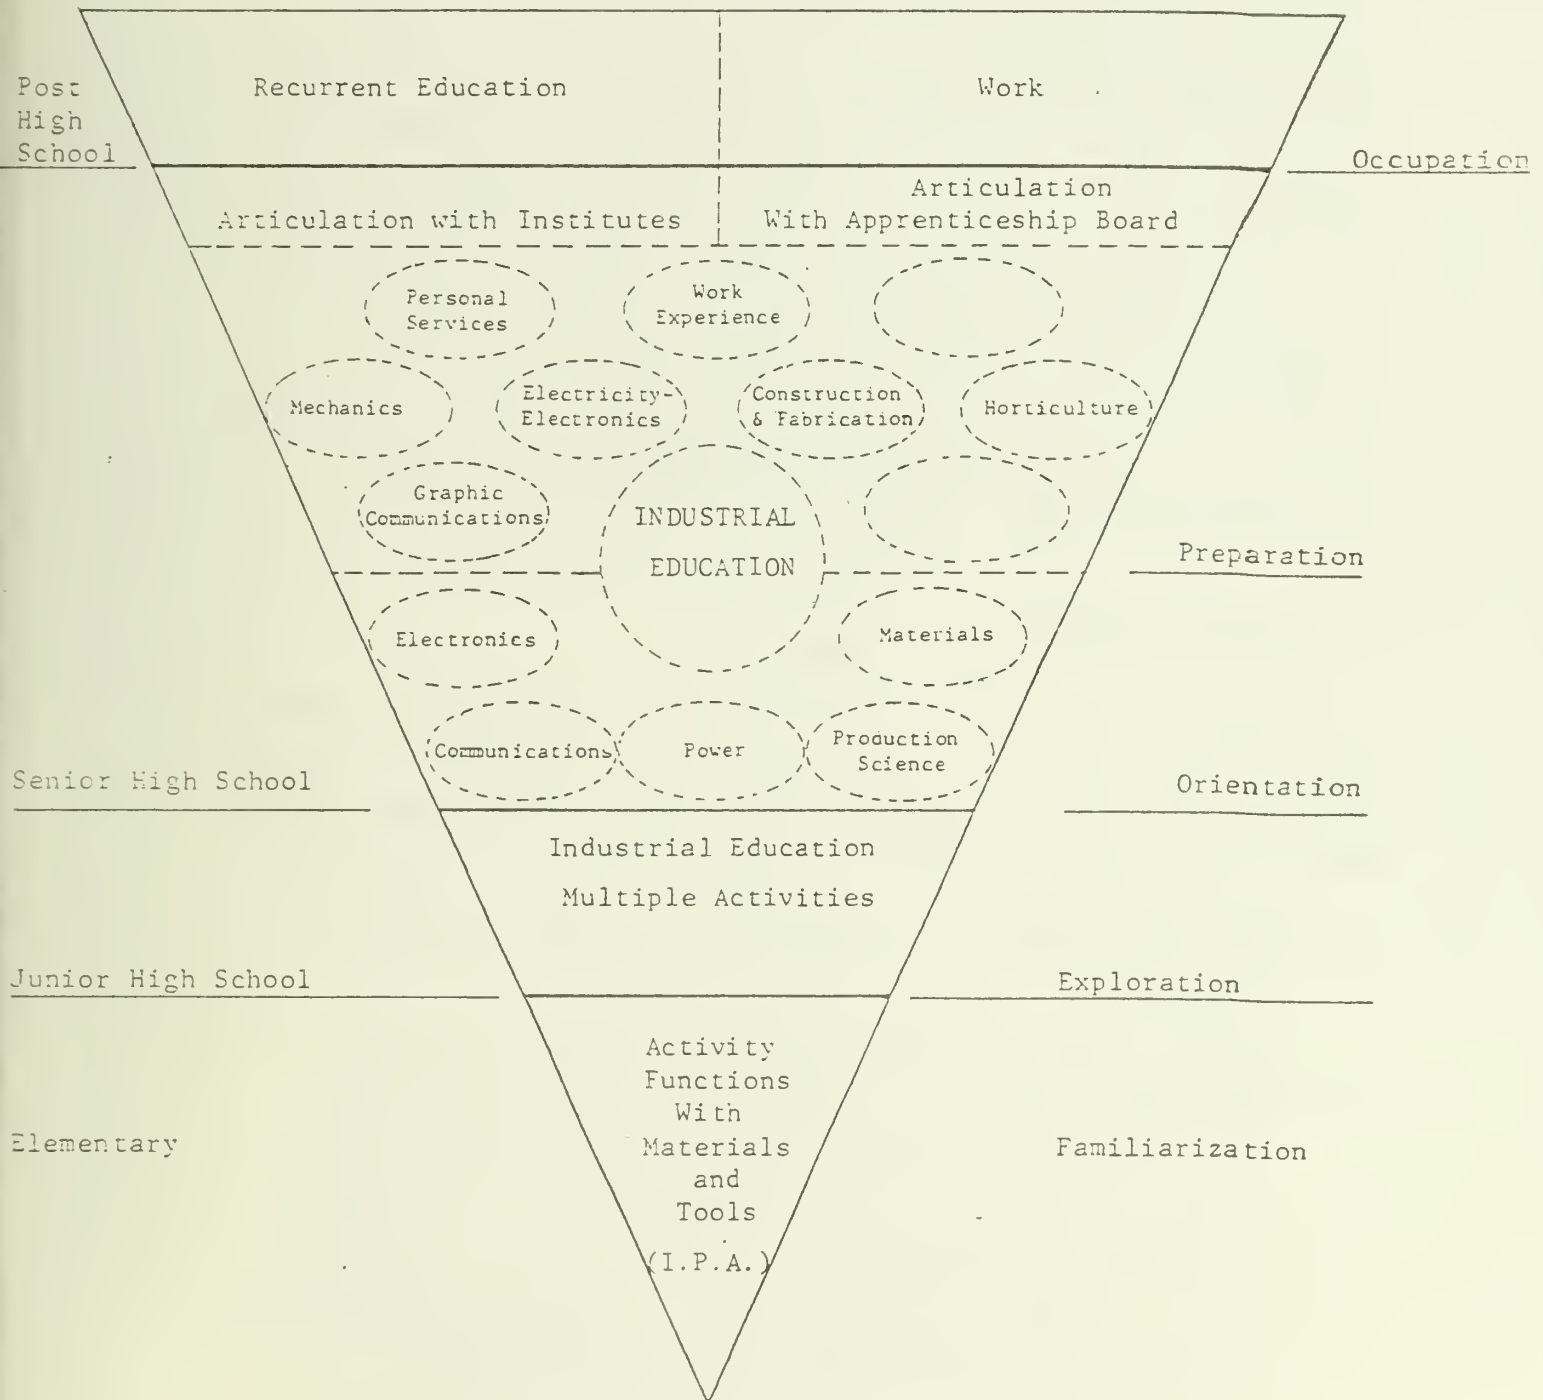 Post
High
School
Recurrent Education
Work
Occupation
Articulation with Institutes
Articulation
With Apprenticeship Board
Personal
Services
Work
Experience
Mechanics
Electricity-
Electronics
Construction
& Fabrication
Horticulture
Graphic
Communications
INDUSTRIAL
EDUCATION
Preparation
Electronics
Materials
Communications
Power
Production
Science
Senior High School
Orientation
Industrial Education
Multiple Activities
Junior High School
Exploration
Activity
Functions
With
Materials
and
Tools
(I.P.A.)
Elementary
Familiarization